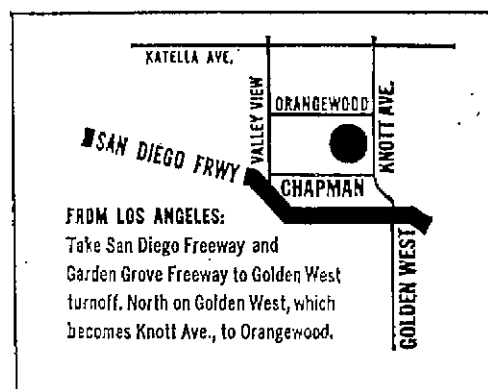 KATELLA AVE.
VALLEY VIEW
ORANGEWOOD
KNOTT AVE.
SAN DIEGO FRWY
CHAPMAN
GOLDEN WEST
FROM LOS ANGELES:
Take San Diego Freeway and
Garden Grove Freeway to Golden West
turnoff. North on Golden West, which
becomes Knott Ave., to Orangewood.